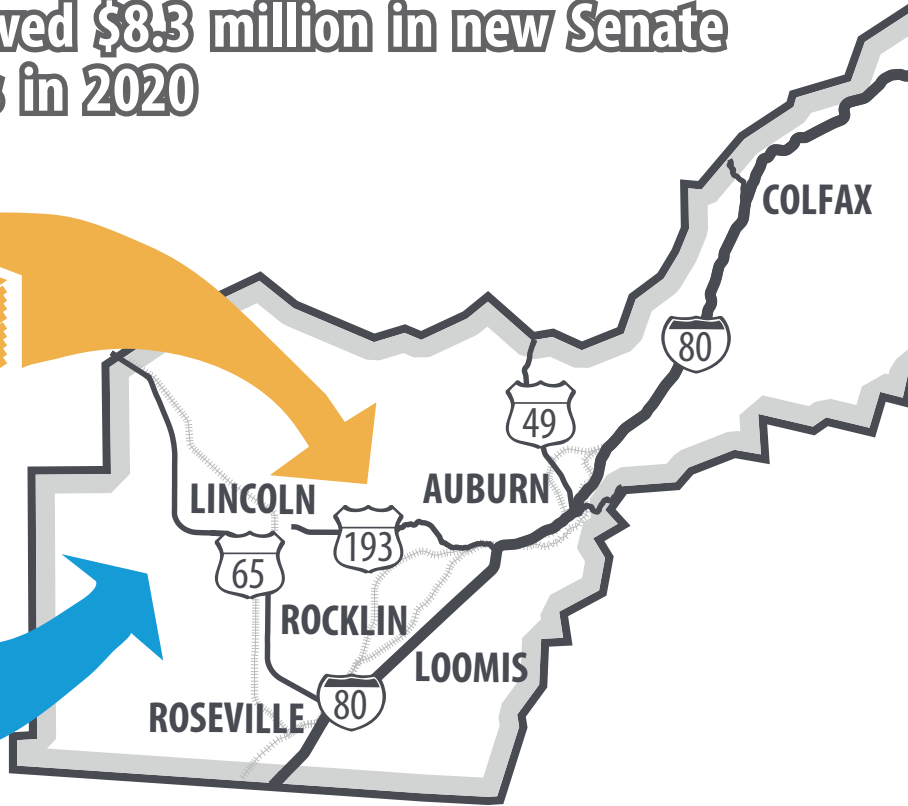 $8.3 million in new Senate
in 2020
COLFAX
80
49
AUBURN
LINCOLN
193
65
ROCKLIN
LOOMIS
80
ROSEVILLE